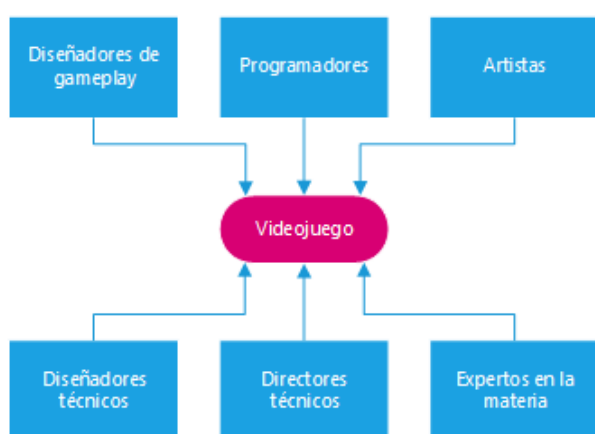 Diseñadores de
gameplay
Programadores
Artistas
Videojuego
Diseñadores
técnicos
Directores
técnicos
Expertos en la
materia